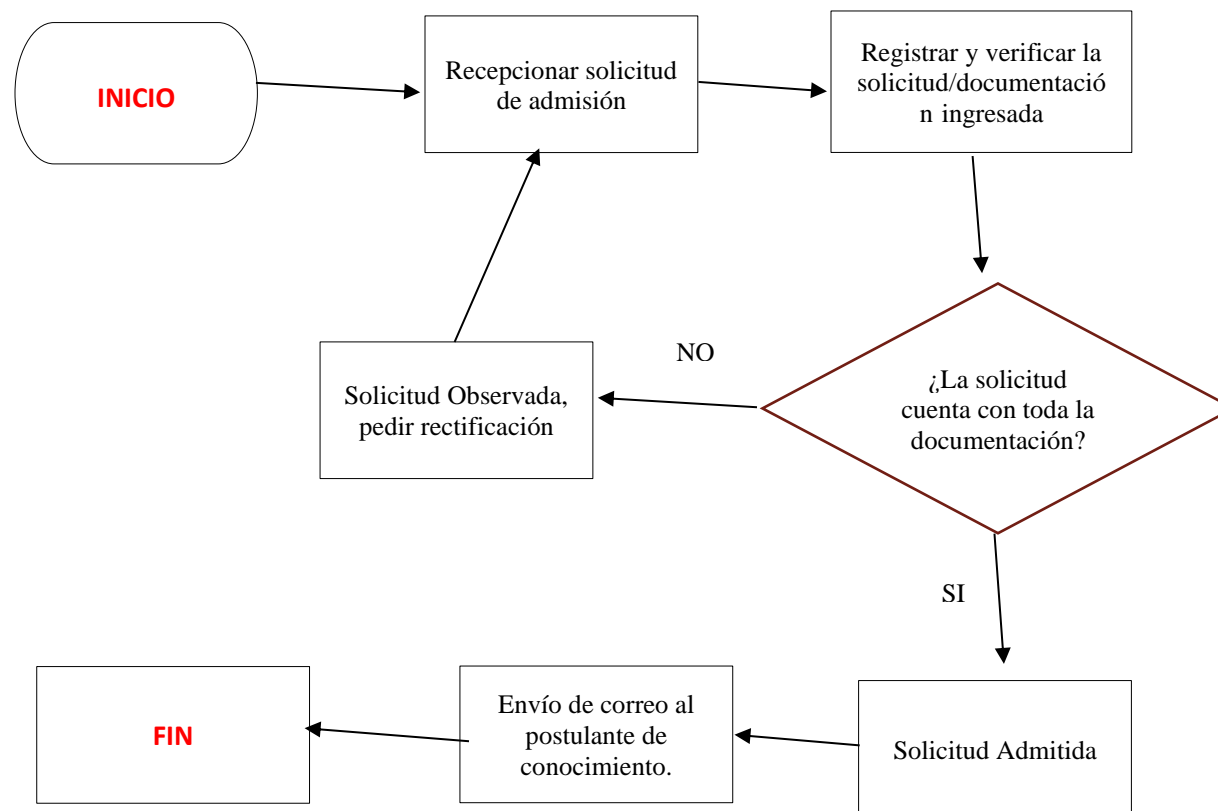 INICIO
Recepcionar solicitud
de admisión
Registrar y verificar la
solicitud/documentació
n ingresada
¿La solicitud
cuenta con toda la
documentación?
NO
Solicitud Observada,
pedir rectificación
SI
Solicitud Admitida
Envío de correo al
postulante de
conocimiento.
FIN